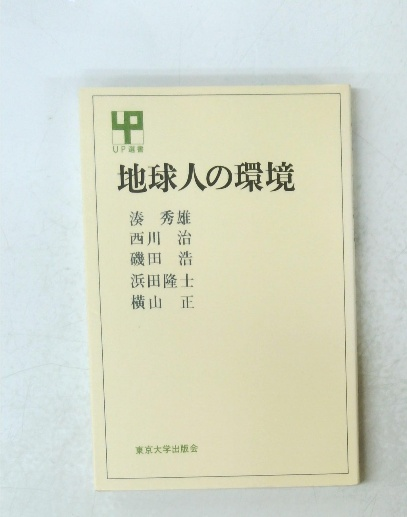 UP
UP選書
地球人の環境
湊 秀雄
西川 治
磯田 浩
浜田隆士
横山 正
東京大学出版会